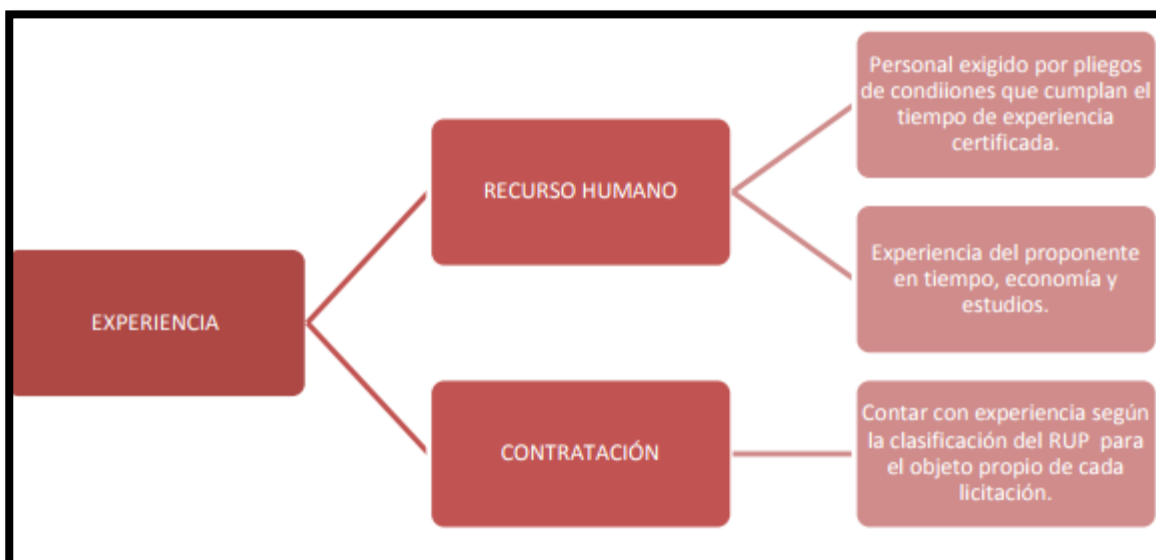 EXPERIENCIA
RECURSO HUMANO
Personal exigido por pliegos
de condiiones que cumplan el
tiempo de experiencia
certificada.
Experiencia del proponente
en tiempo, economía y
estudios.
CONTRATACIÓN
Contar con experiencia según
la clasificación del RUP para
el objeto propio de cada
licitación.